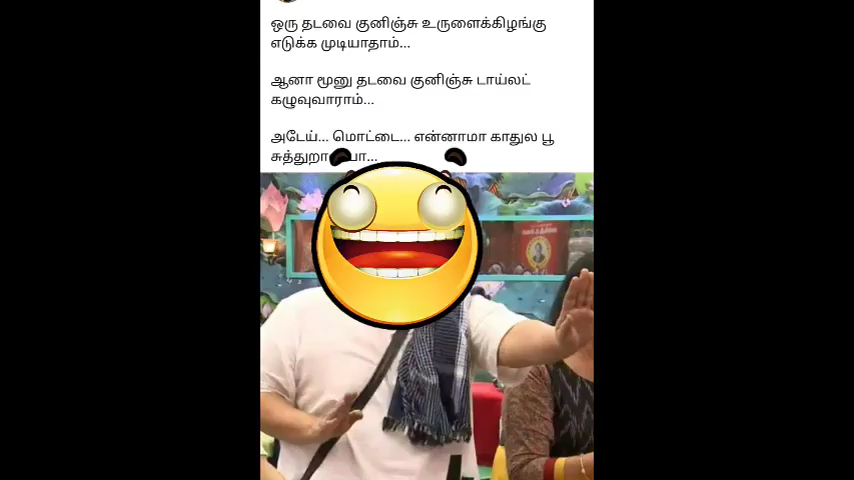 ஒரு தடவை குனிஞ்சு உருளைக்கிழங்கு
எடுக்க முடியாதாம்...
ஆனா மூனு தடவை குனிஞ்சு டாய்லட்
கழுவுவாராம்...
அடேய்... மொட்டை... என்னாமா காதுல பூ